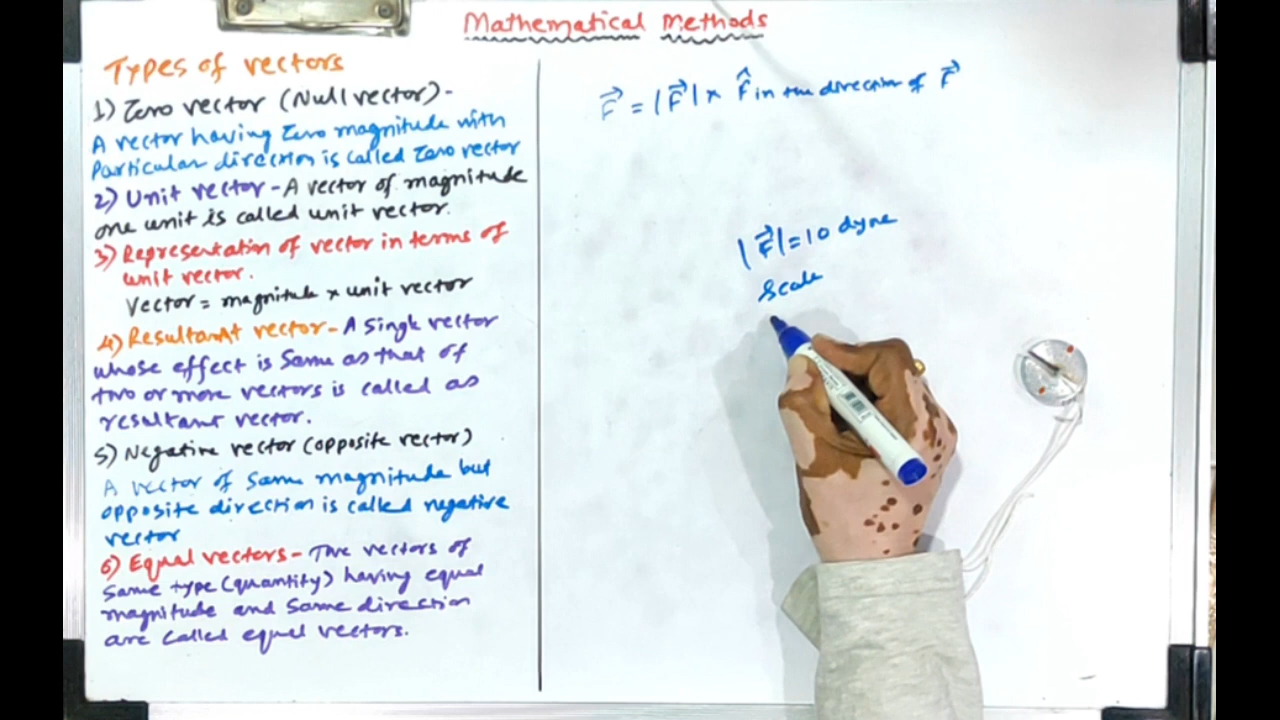 Mathematical Methods
Types of vectors
1) Zero vector (Null vector) -
A vector having Zero magnitude with
Particular direction is called Zero vector
2) Unit vector - A vector of magnitude
one unit is called unit vector.
3) Representation of vector in terms of
unit vector.
Vector = magnitude × unit vector
4) Resultant vector - A Single vector
whose effect is Same as that of
two or more vectors is called as
resultant vector.
5) Negative vector (opposite vector)
A vector of Same magnitude but
opposite direction is called negative
vector
6) Equal vectors - Two vectors of
Same type (quantity) having equal
magnitude and Same direction
are called equal vectors.
F⃗ = |F⃗| × F̂ in the direction of F⃗
|F⃗| = 10 dyne
Scale